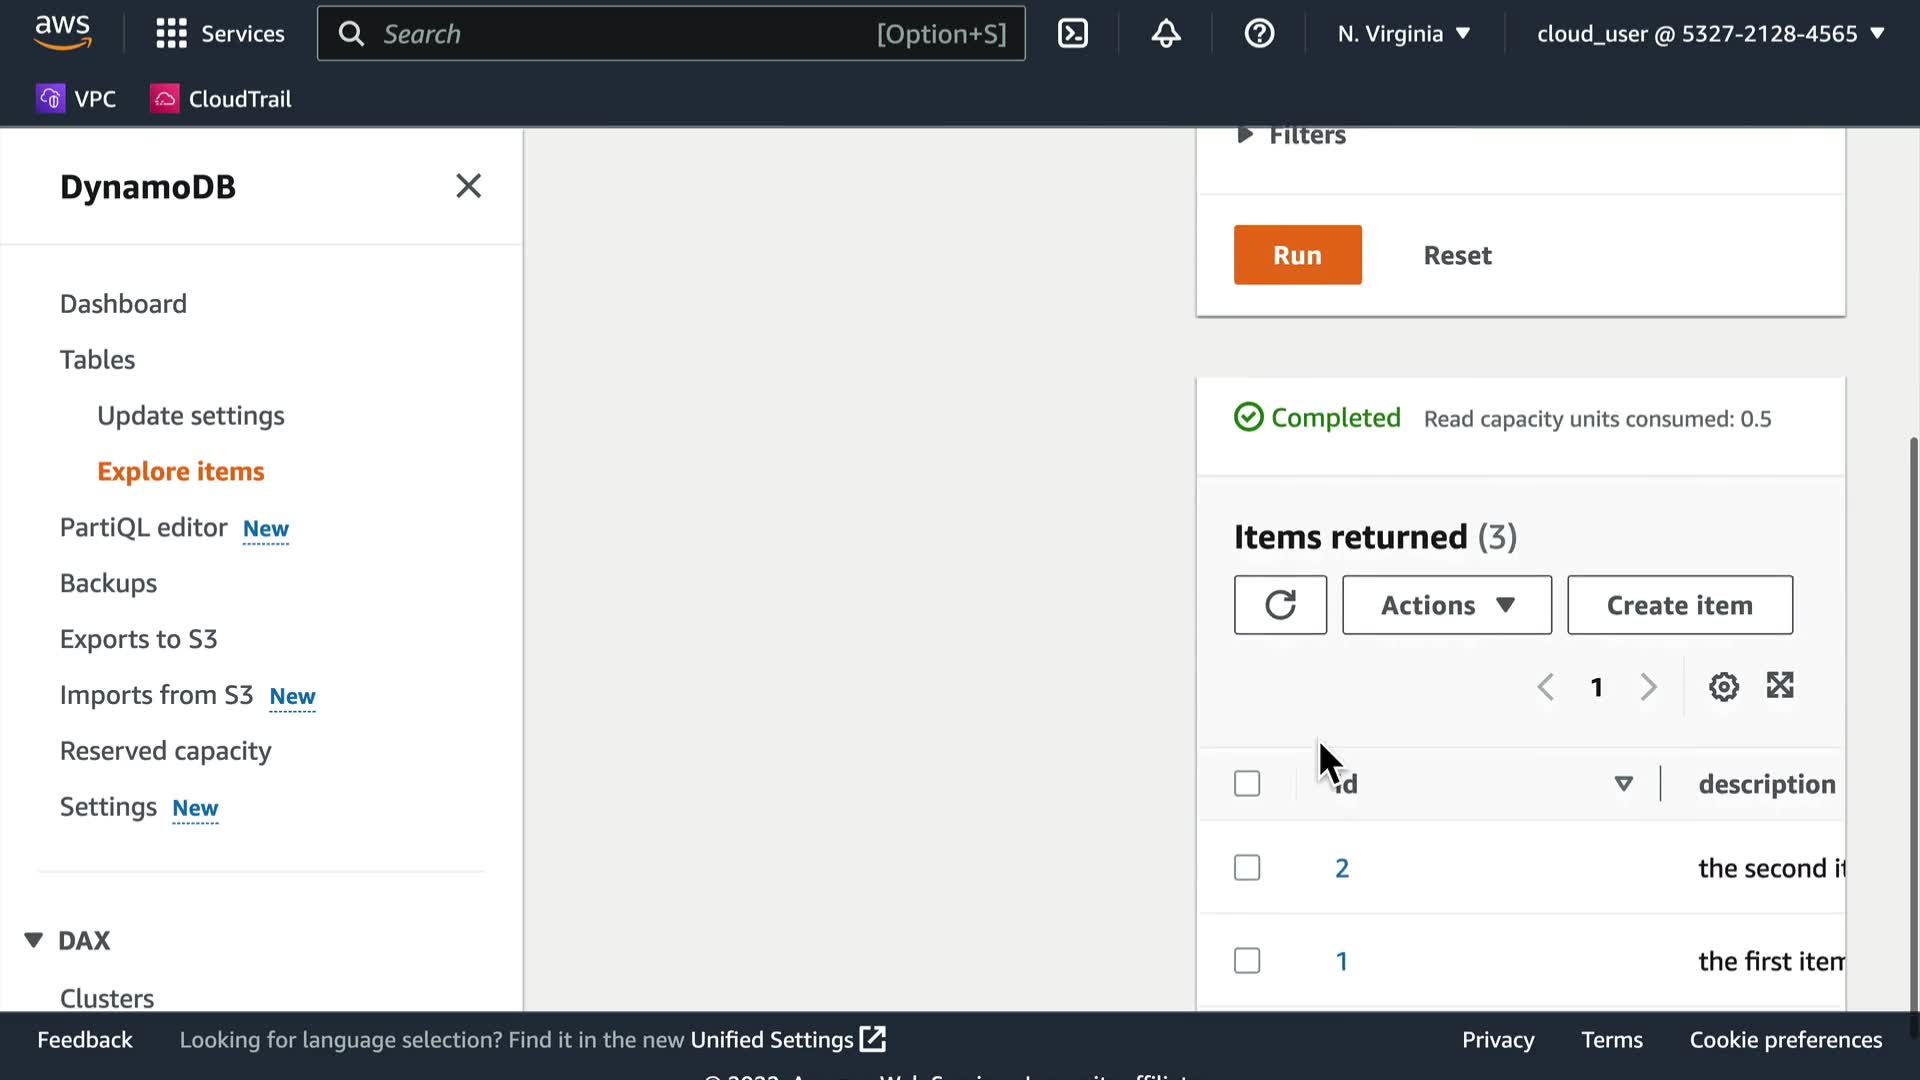 aws
Services
Search
[Option+S]
N. Virginia
cloud_user @ 5327-2128-4565
VPC
CloudTrail
DynamoDB
Dashboard
Tables
Update settings
Explore items
PartiQL editor New
Backups
Exports to S3
Imports from S3 New
Reserved capacity
Settings New
DAX
Clusters
Filters
Run
Reset
Completed
Read capacity units consumed: 0.5
Items returned (3)
Actions
Create item
1
id
description
2
the second it
1
the first item
Feedback
Looking for language selection? Find it in the new Unified Settings
Privacy
Terms
Cookie preferences